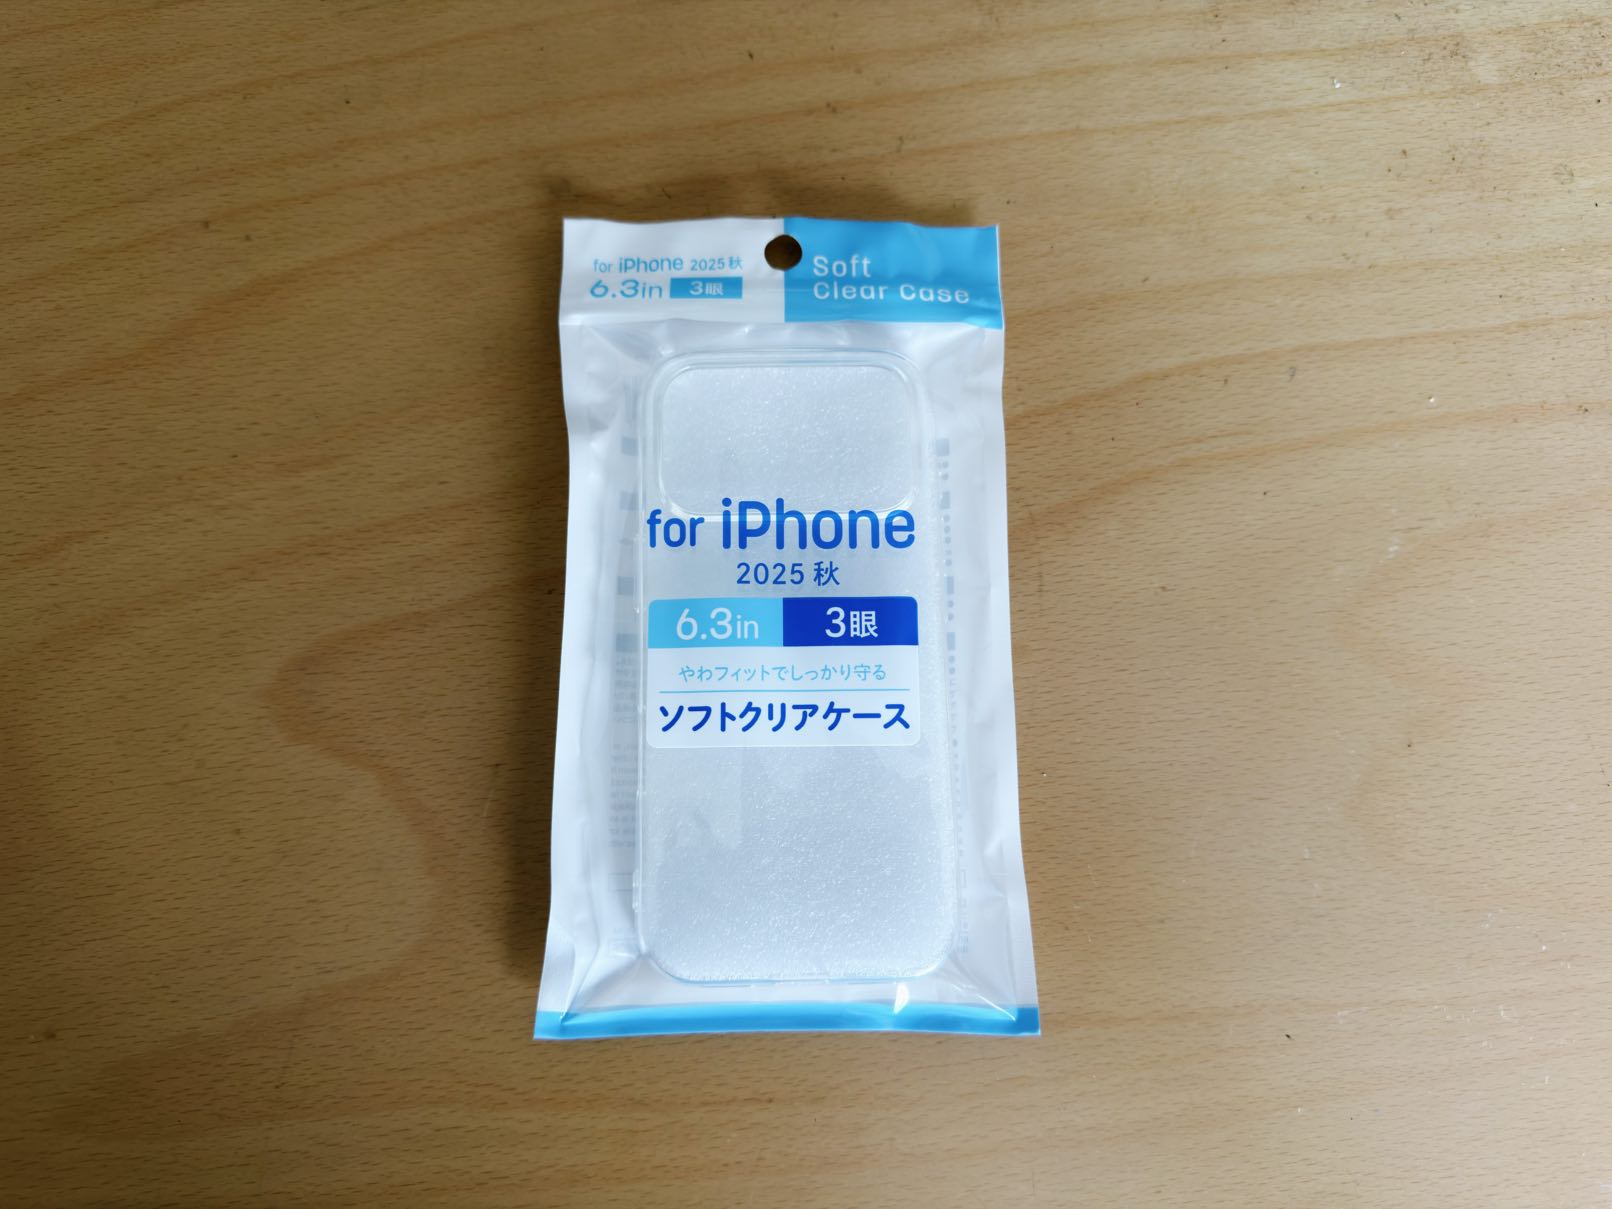 for iPhone 2025 秋
6.3in 3眼
Soft
Clear Case
for iPhone
2025 秋
6.3in 3眼
やわフィットでしっかり守る
ソフトクリアケース